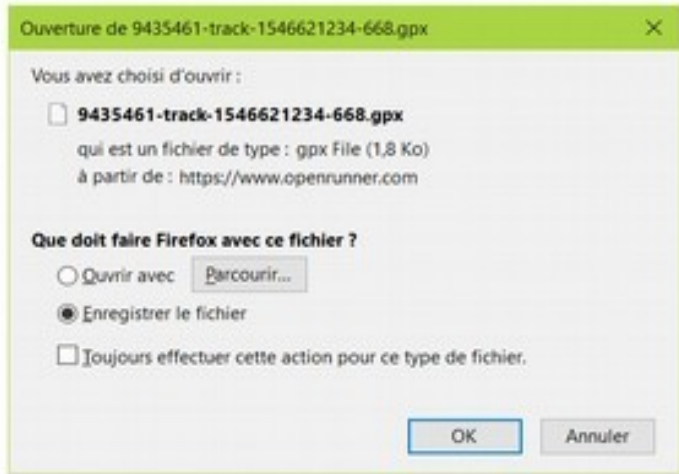 Ouverture de 9435461-track-1546621234-668.gpx
Vous avez choisi d'ouvrir :
9435461-track-1546621234-668.gpx
qui est un fichier de type : gpx File (1,8 Ko)
à partir de : https://www.openrunner.com
Que doit faire Firefox avec ce fichier ?
Ouvrir avec Parcourir...
Enregistrer le fichier
Toujours effectuer cette action pour ce type de fichier.
OK Annuler